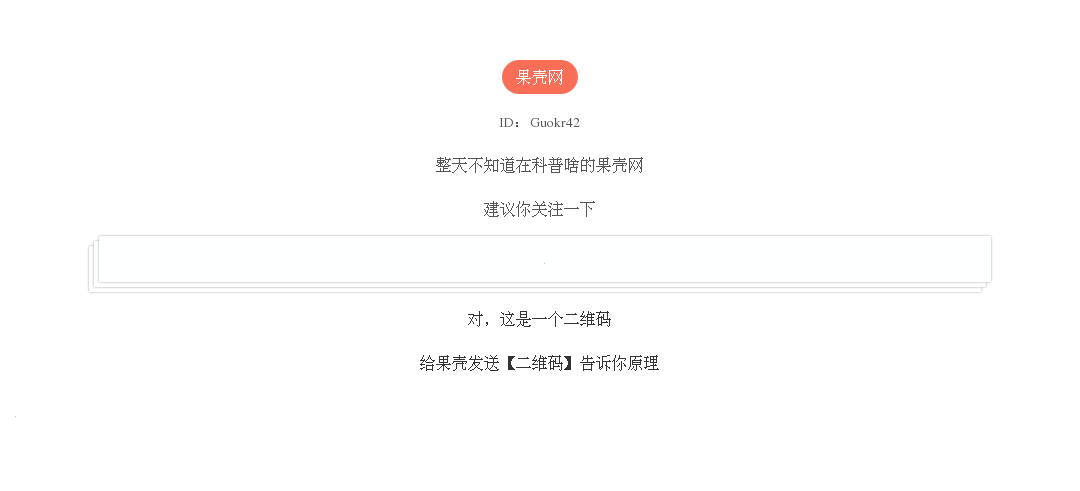 果壳网
ID：Guokr42
整天不知道在科普啥的果壳网
建议你关注一下
对，这是一个二维码
给果壳发送【二维码】告诉你原理